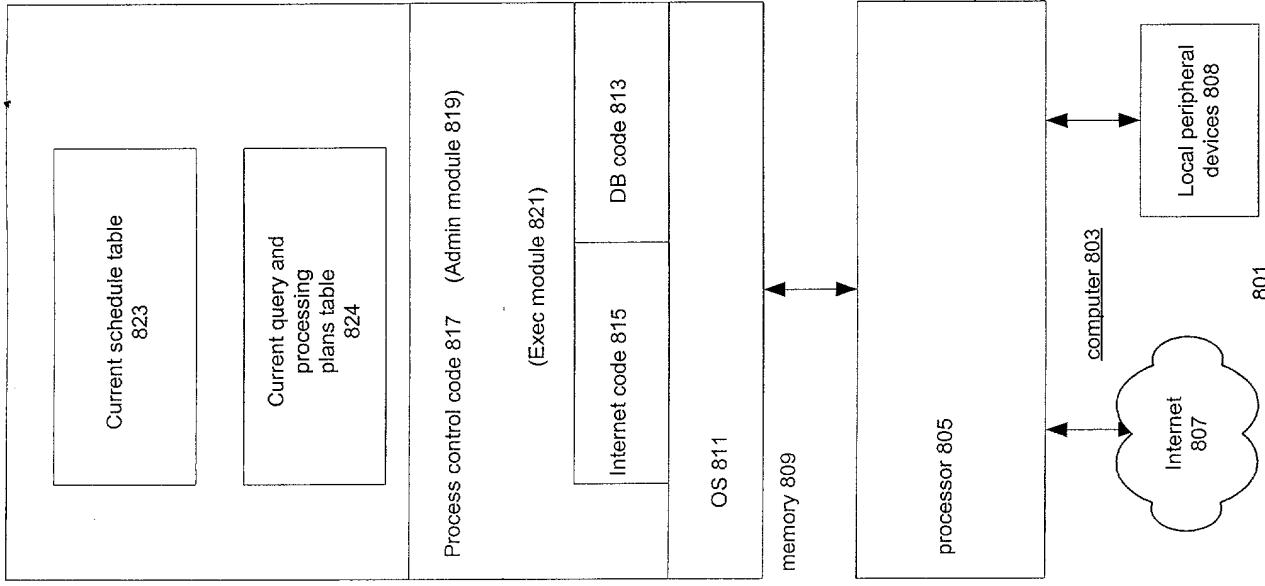 Current schedule table
823
Current query and
processing
plans table
824
Process control code 817 (Admin module 819)
(Exec module 821)
Internet code 815
DB code 813
OS 811
memory 809
processor 805
computer 803
Internet
807
Local peripheral
devices 808
801